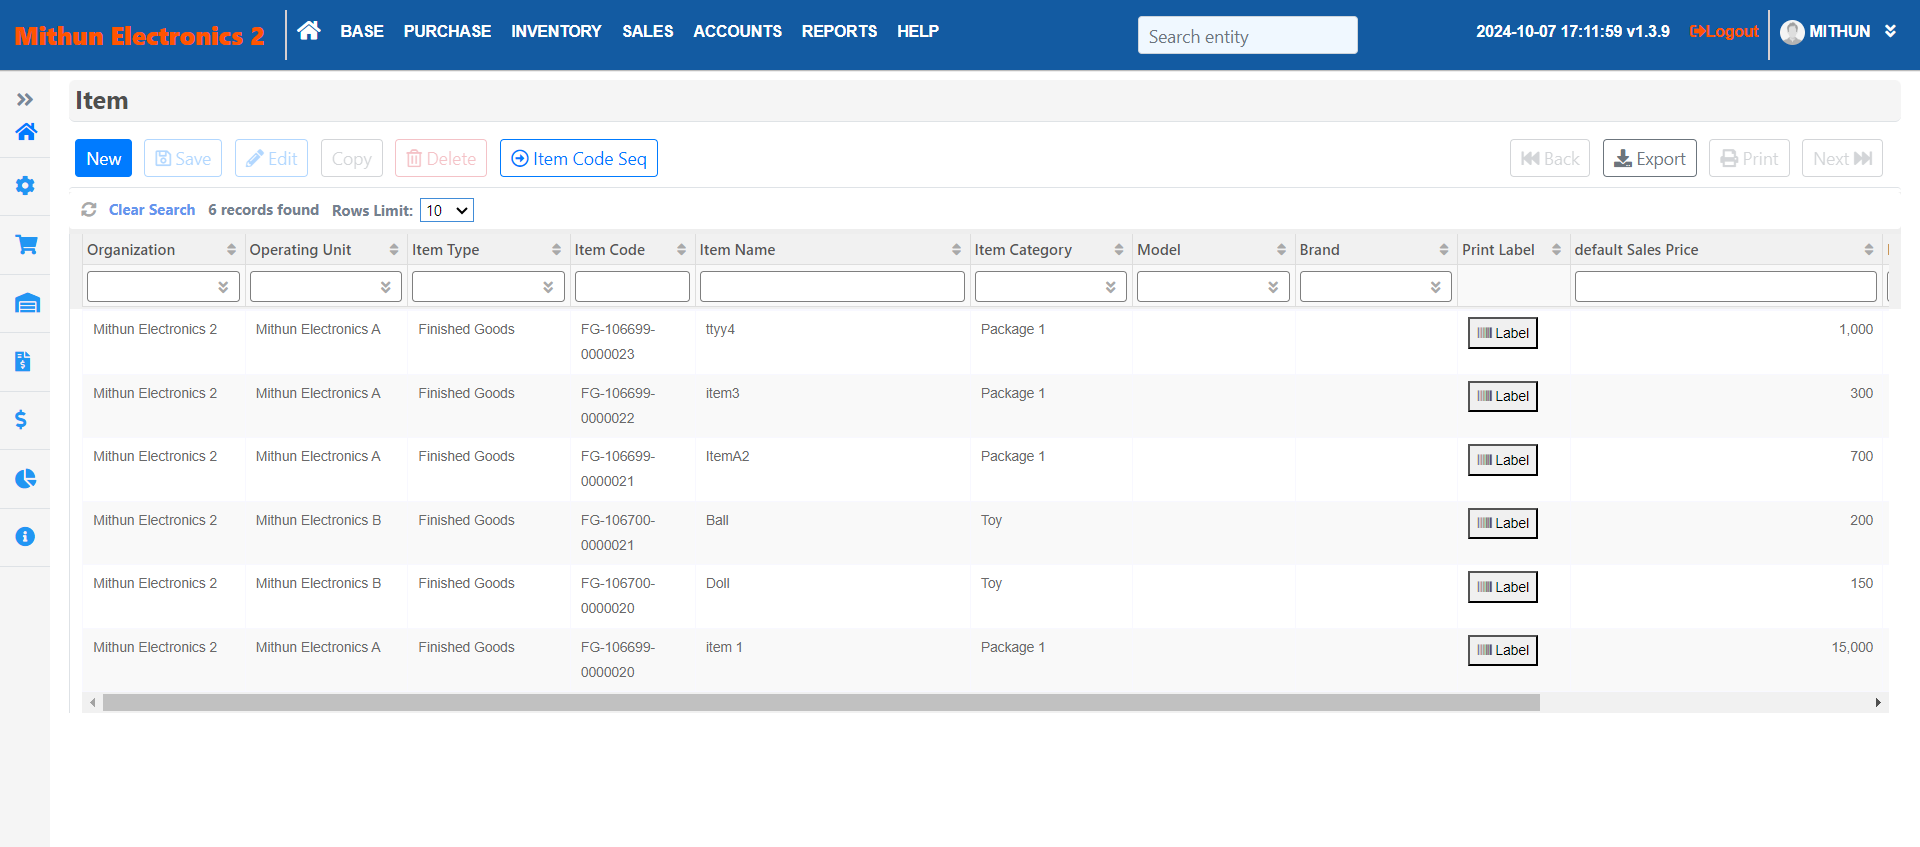 Mithun Electronics 2 BASE PURCHASE INVENTORY SALES ACCOUNTS REPORTS HELP Search entity 2024-10-07 17:11:59 v1.3.9 Logout MITHUN
Item
New Save Edit Copy Delete Item Code Seq Back Export Print Next
Clear Search 6 records found Rows Limit: 10
Organization Operating Unit Item Type Item Code Item Name Item Category Model Brand Print Label default Sales Price
Mithun Electronics 2 Mithun Electronics A Finished Goods FG-106699- ttyy4 Package 1 Label 1,000
0000023
Mithun Electronics 2 Mithun Electronics A Finished Goods FG-106699- item3 Package 1 Label 300
0000022
Mithun Electronics 2 Mithun Electronics A Finished Goods FG-106699- ItemA2 Package 1 Label 700
0000021
Mithun Electronics 2 Mithun Electronics B Finished Goods FG-106700- Ball Toy Label 200
0000021
Mithun Electronics 2 Mithun Electronics B Finished Goods FG-106700- Doll Toy Label 150
0000020
Mithun Electronics 2 Mithun Electronics A Finished Goods FG-106699- item 1 Package 1 Label 15,000
0000020